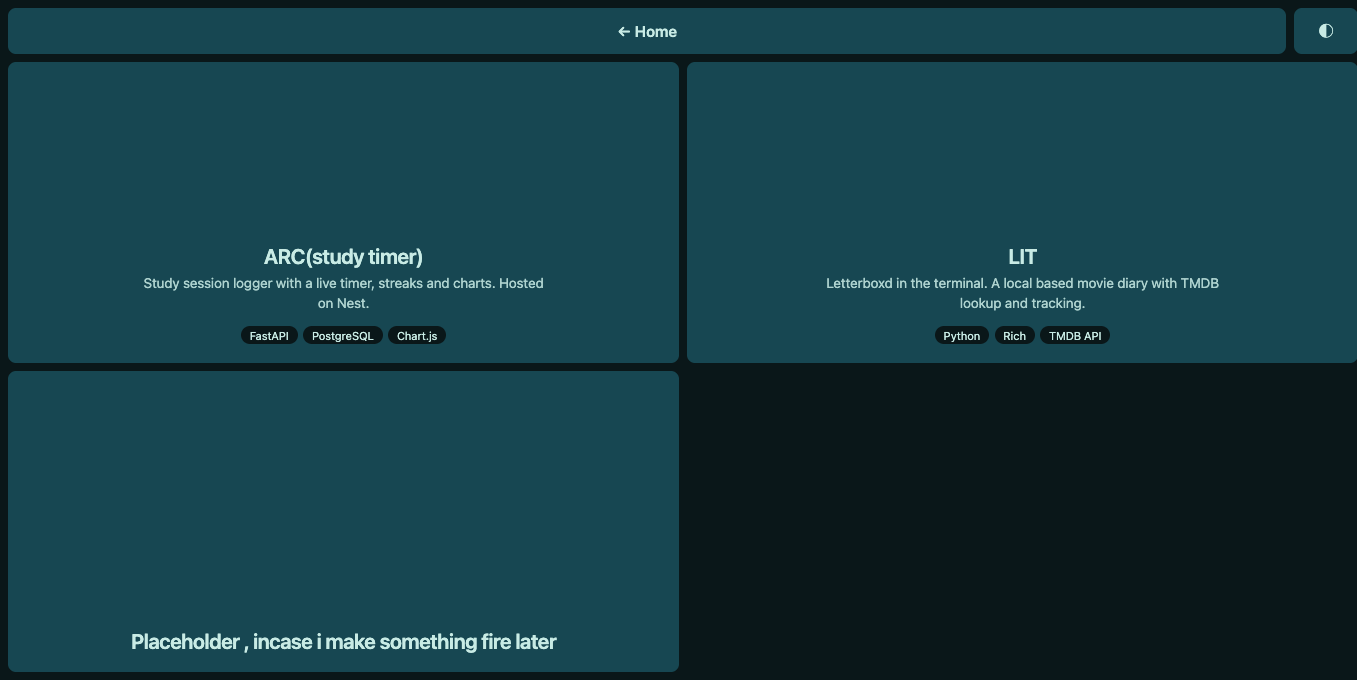 ← Home
ARC(study timer)
Study session logger with a live timer, streaks and charts. Hosted
on Nest.
FastAPI PostgreSQL Chart.js
LIT
Letterboxd in the terminal. A local based movie diary with TMDB
lookup and tracking.
Python Rich TMDB API
Placeholder , incase i make something fire later